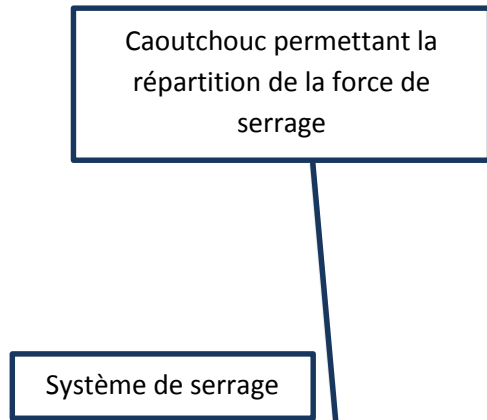 Caoutchouc permettant la
répartition de la force de
serrage
Système de serrage